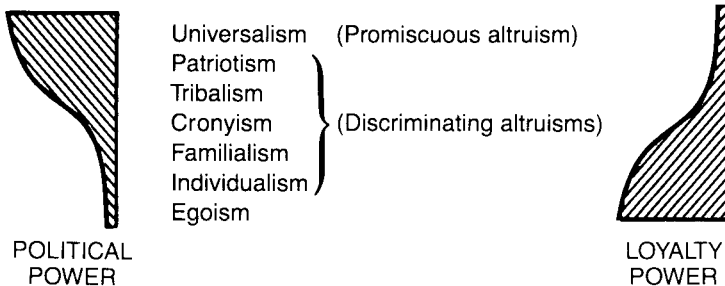 Universalism (Promiscuous altruism)
Patriotism
Tribalism
Cronyism (Discriminating altruisms)
Familialism
Individualism
Egoism
POLITICAL
POWER
LOYALTY
POWER